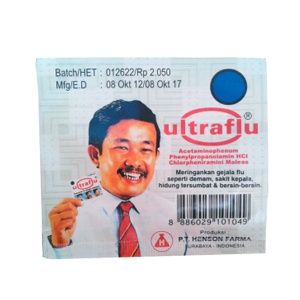 Batch/HET : 012622/Rp 2.050
Mfg/E.D : 08 Okt 12/08 Okt 17
ultraflu®
Acetaminophenum
Phenylpropanolamin HCl
Chlorpheniramini Maleas
Meringankan gejala flu
seperti demam, sakit kepala,
hidung tersumbat & bersin-bersin.
8 886029 101049
Produksi :
P.T. HENSON FARMA
SURABAYA - INDONESIA